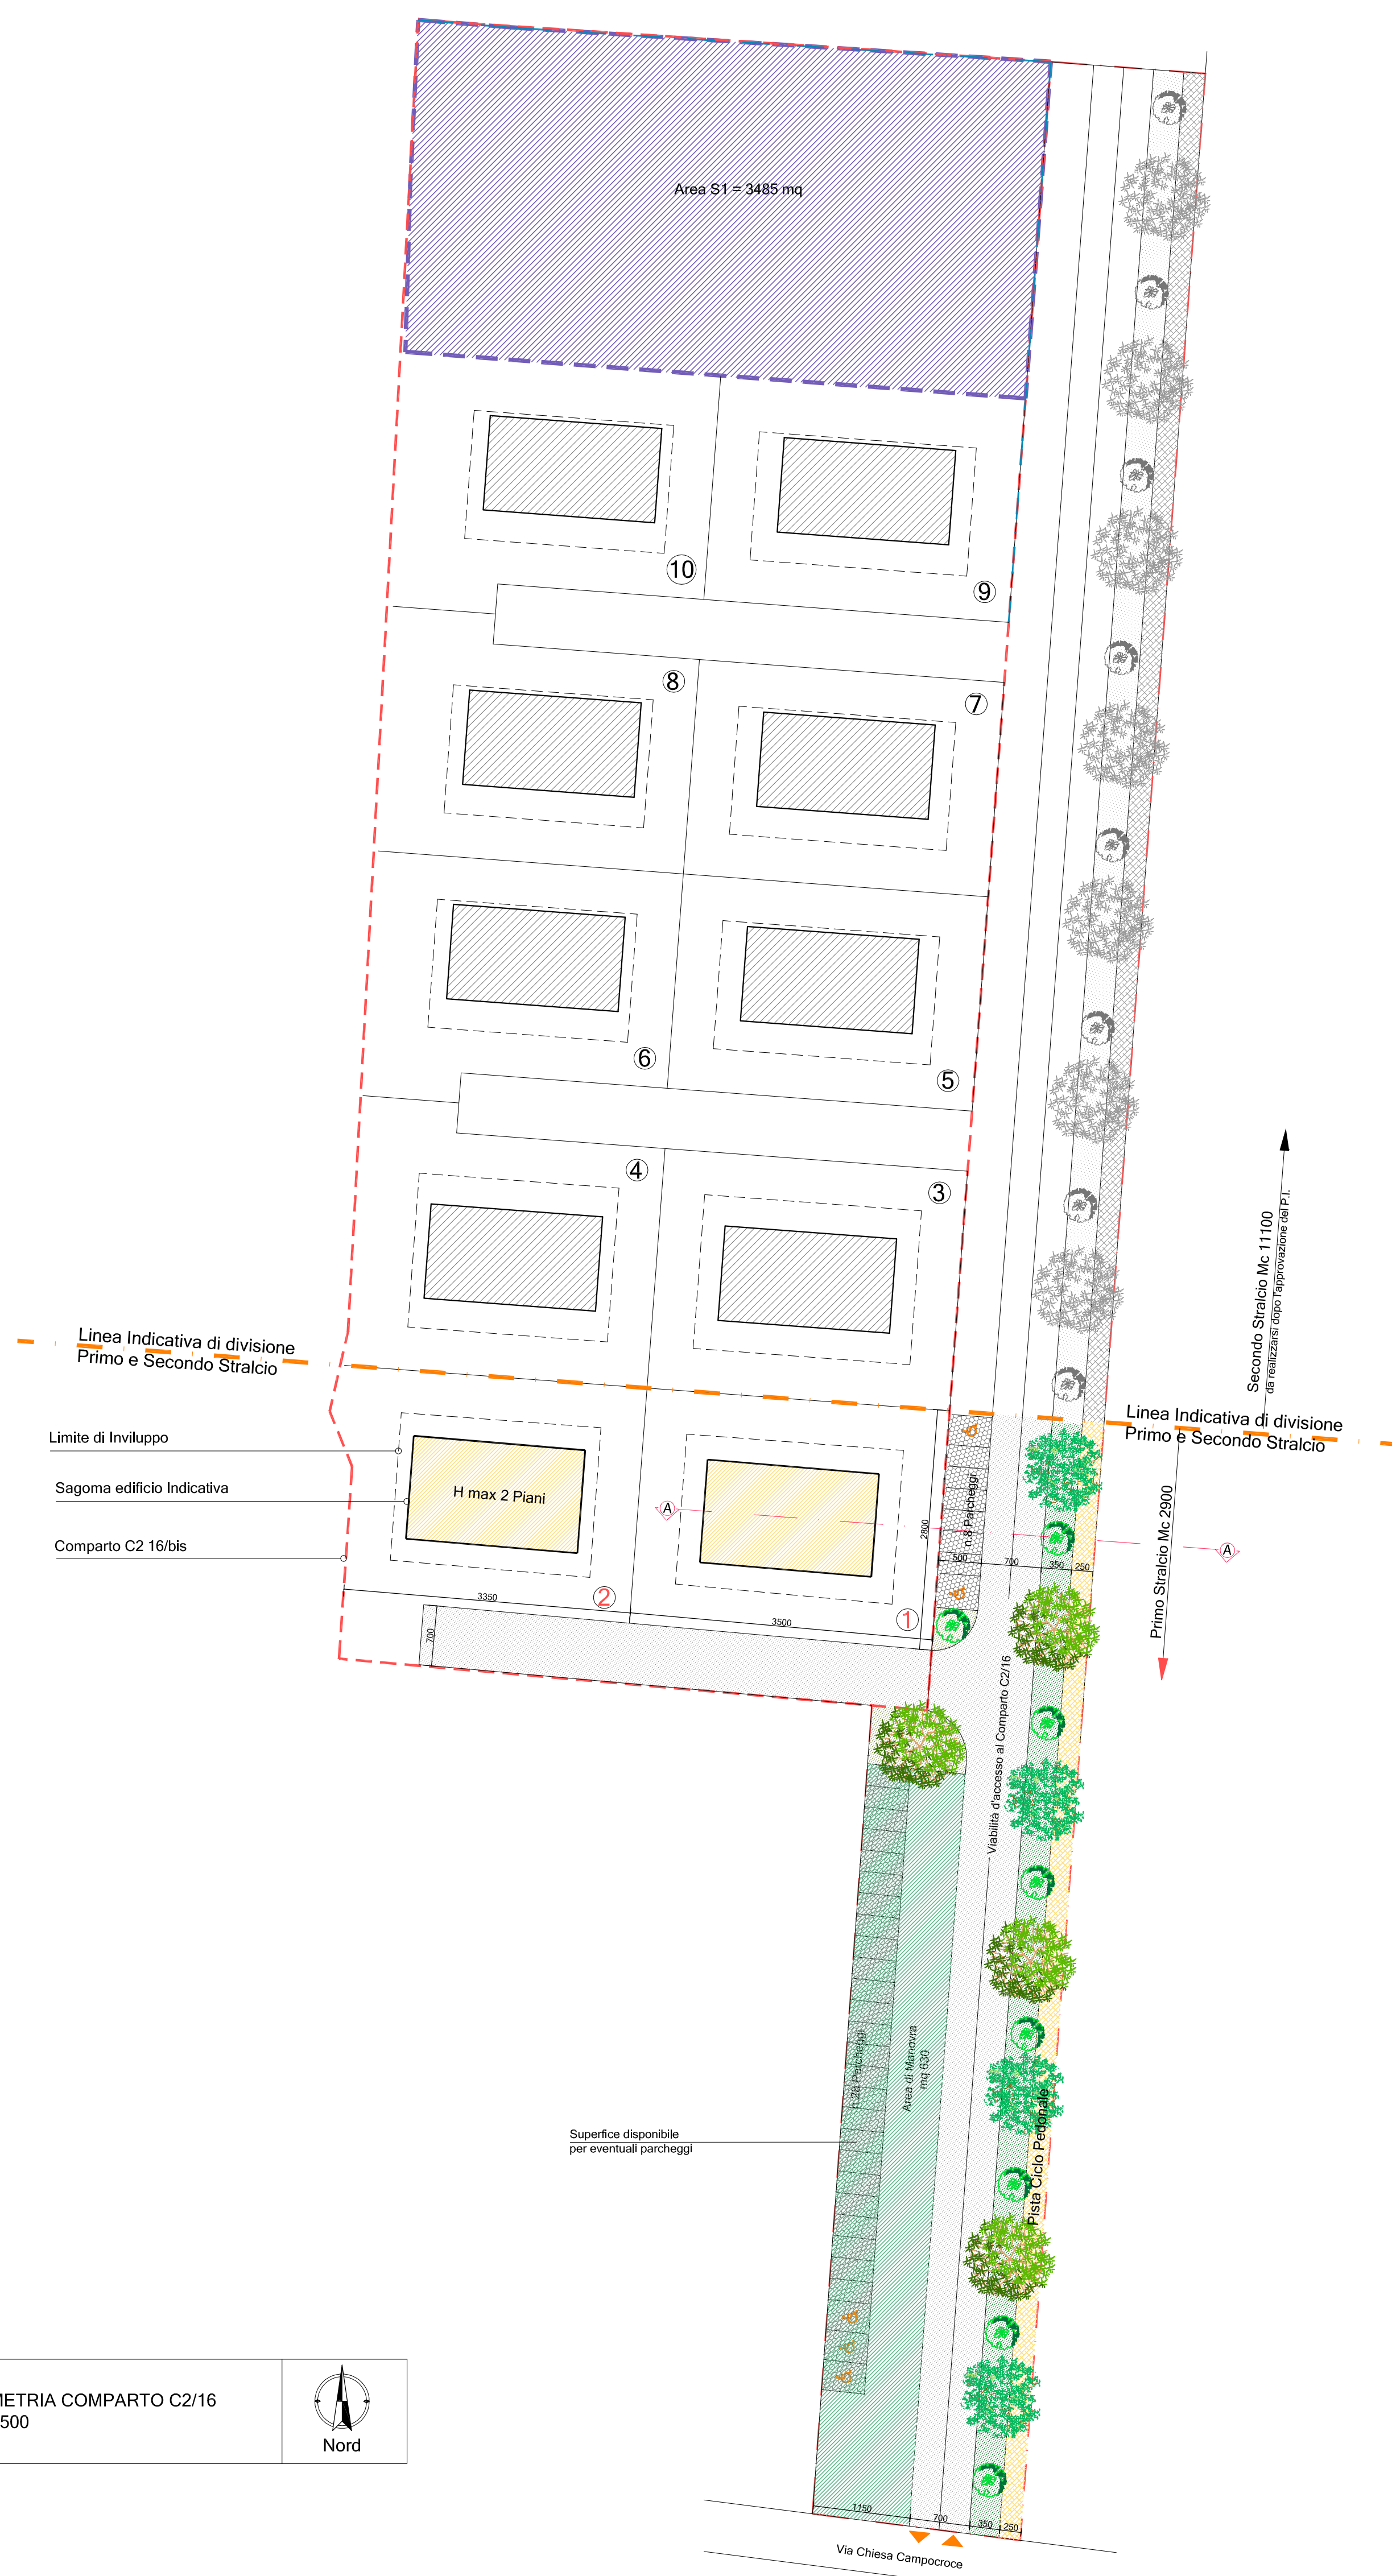 Area S1 = 3485 mq
10
9
8
7
6
5
4
3
Secondo Stralcio Mc 11100
da realizzarsi dopo l'approvazione del P.I.
Linea Indicativa di divisione
Primo e Secondo Stralcio
Linea Indicativa di divisione
Primo e Secondo Stralcio
Limite di Inviluppo
Sagoma edificio Indicativa
Comparto C2 16/bis
H max 2 Piani
A
A
n.8 Parcheggi
2800
500
700
350
250
Primo Stralcio Mc 2900
3350
2
3500
1
700
Viabilità d'accesso al Comparto C2/16
Area di Manovra
mq 630
Parcheggi
Superfice disponibile
per eventuali parcheggi
Pista Ciclo Pedonale
METRIA COMPARTO C2/16
500
Nord
1150
700
350
250
Via Chiesa Campocroce